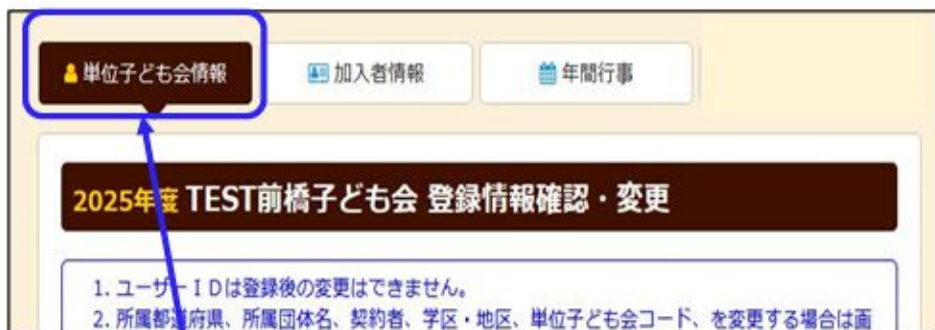 単位子ども会情報
加入者情報
年間行事
2025年度 TEST前橋子ども会 登録情報確認・変更
1. ユーザーIDは登録後の変更はできません。
2. 所属都道府県、所属団体名、契約者、学区・地区、単位子ども会コード、を変更する場合は画